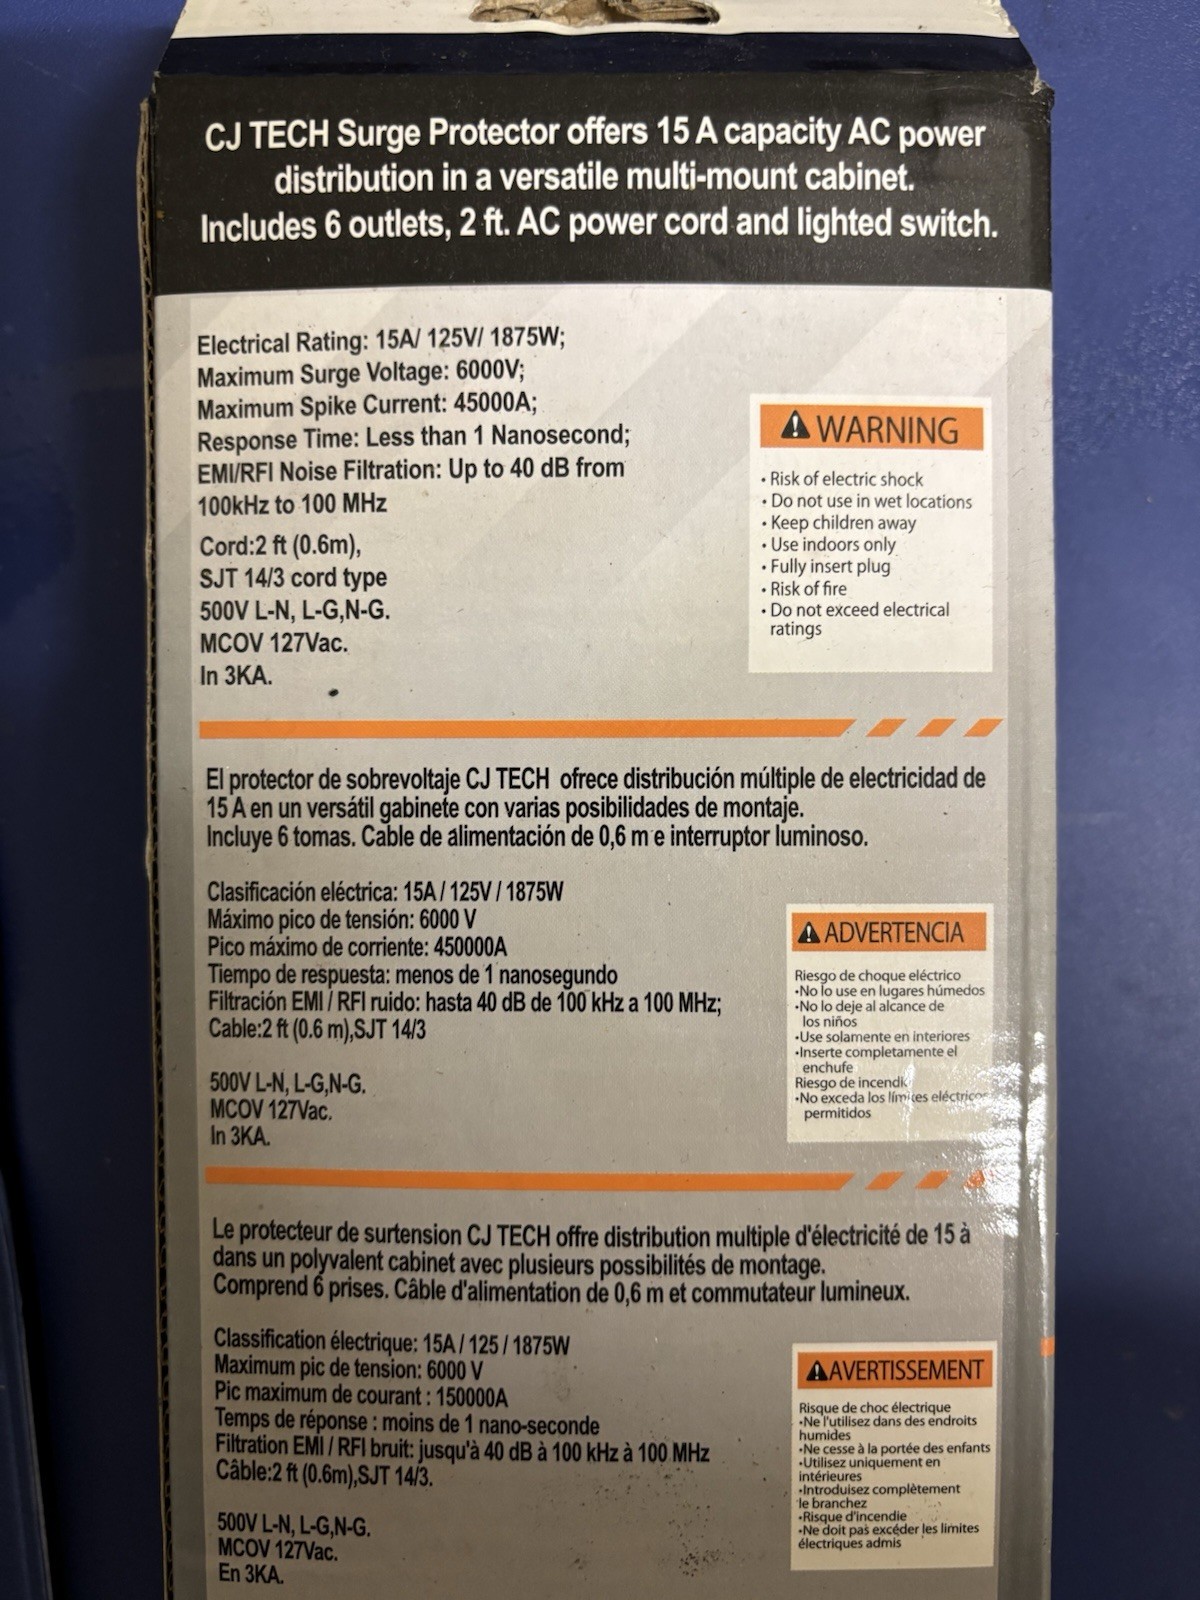 CJ TECH Surge Protector offers 15 A capacity AC power
distribution in a versatile multi-mount cabinet.
Includes 6 outlets, 2 ft. AC power cord and lighted switch.
Electrical Rating: 15A/ 125V/ 1875W;
Maximum Surge Voltage: 6000V;
Maximum Spike Current: 45000A;
Response Time: Less than 1 Nanosecond;
EMI/RFI Noise Filtration: Up to 40 dB from
100kHz to 100 MHz
Cord:2 ft (0.6m),
SJT 14/3 cord type
500V L-N, L-G,N-G.
MCOV 127Vac.
In 3KA.
WARNING
• Risk of electric shock
• Do not use in wet locations
• Keep children away
• Use indoors only
• Fully insert plug
• Risk of fire
• Do not exceed electrical
ratings
El protector de sobrevoltaje CJ TECH ofrece distribución múltiple de electricidad de
15 A en un versátil gabinete con varias posibilidades de montaje.
Incluye 6 tomas. Cable de alimentación de 0,6 m e interruptor luminoso.
Clasificación eléctrica: 15A / 125V / 1875W
Máximo pico de tensión: 6000 V
Pico máximo de corriente: 450000A
Tiempo de respuesta: menos de 1 nanosegundo
Filtración EMI / RFI ruido: hasta 40 dB de 100 kHz a 100 MHz;
Cable:2 ft (0.6 m),SJT 14/3
500V L-N, L-G,N-G.
MCOV 127Vac.
In 3KA.
ADVERTENCIA
Riesgo de choque eléctrico
•No lo use en lugares húmedos
•No lo deje al alcance de
los niños
•Use solamente en interiores
•Inserte completamente el
enchufe
Riesgo de
•No exceda los límites eléctricos
permitidos
Le protecteur de surtension CJ TECH offre distribution multiple d'électricité de 15 à
dans un polyvalent cabinet avec plusieurs possibilités de montage.
Comprend 6 prises. Câble d'alimentation de 0,6 m et commutateur lumineux.
Classification électrique: 15A / 125 / 1875W
Maximum pic de tension: 6000 V
Pic maximum de courant : 150000A
Temps de réponse : moins de 1 nano-seconde
Filtration EMI / RFI bruit: jusqu'à 40 dB à 100 kHz à 100 MHz
Câble:2 ft (0.6m),SJT 14/3.
500V L-N, L-G,N-G.
MCOV 127Vac.
En 3KA.
AVERTISSEMENT
Risque de choc électrique
•Ne l'utilisez dans des endroits
humides
•Ne cesse à la portée des enfants
•Utilisez uniquement en
intérieures
•Introduisez complètement
le branchez
•Risque d'incendie
•Ne doit pas excéder les limites
électriques admis